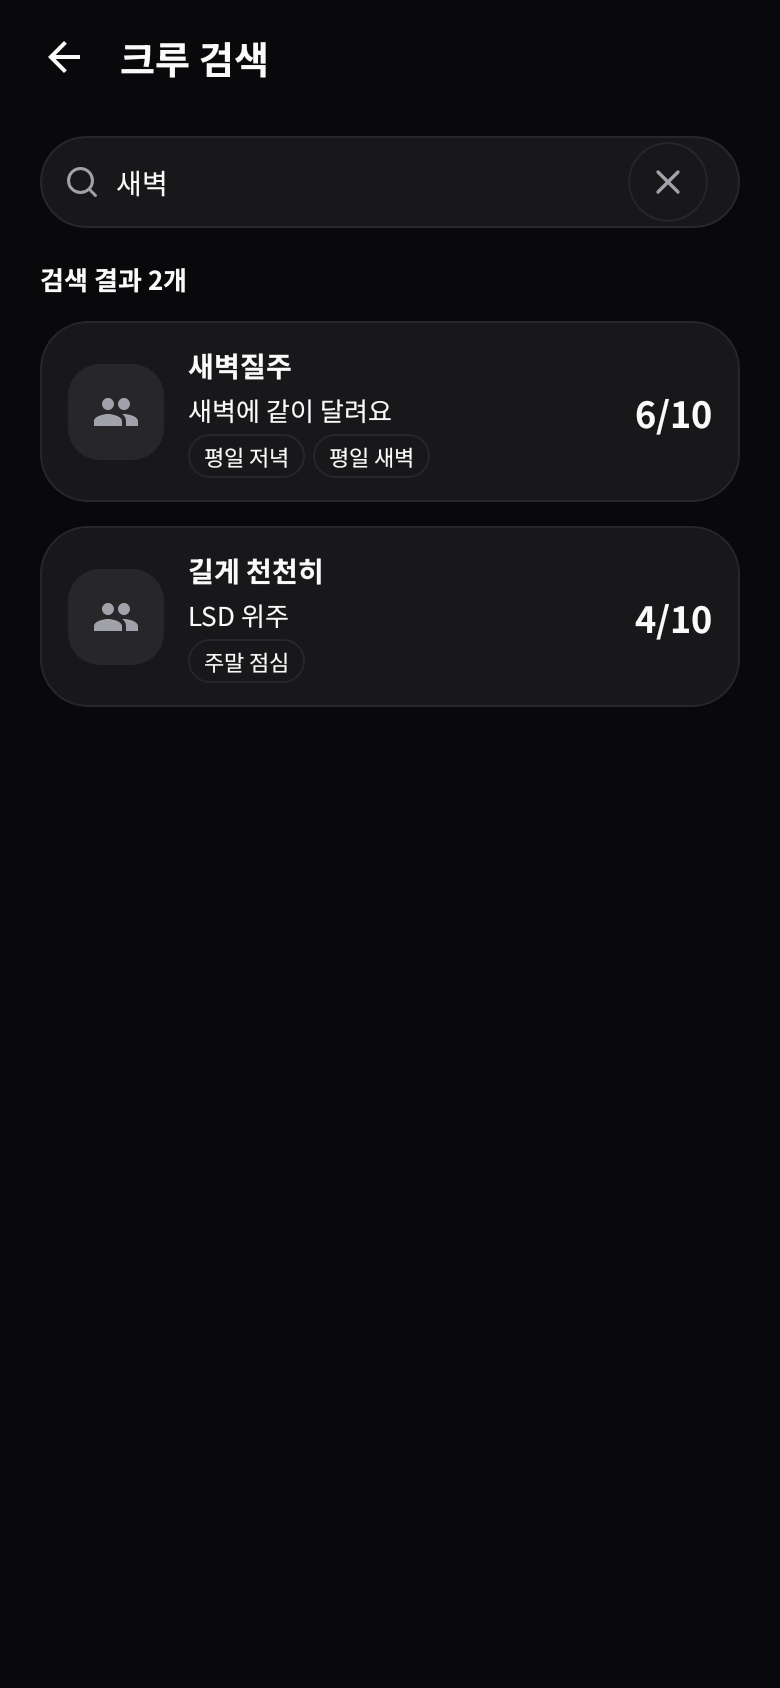 크루 검색
새벽
검색 결과 2개
새벽질주
새벽에 같이 달려요
6/10
평일 저녁 평일 새벽
길게 천천히
LSD 위주
4/10
주말 점심